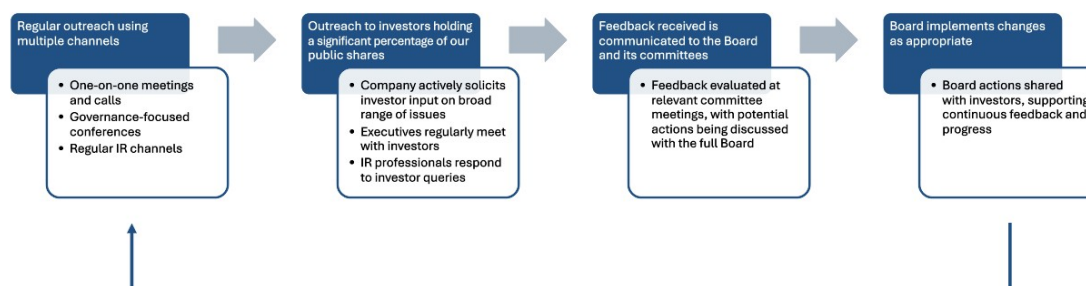 Regular outreach using
multiple channels
• One-on-one meetings
and calls
• Governance-focused
conferences
• Regular IR channels
Outreach to investors holding
a significant percentage of our
public shares
• Company actively solicits
investor input on broad
range of issues
• Executives regularly meet
with investors
• IR professionals respond
to investor queries
Feedback received is
communicated to the Board
and its committees
• Feedback evaluated at
relevant committee
meetings, with potential
actions being discussed
with the full Board
Board implements changes
as appropriate
• Board actions shared
with investors, supporting
continuous feedback and
progress